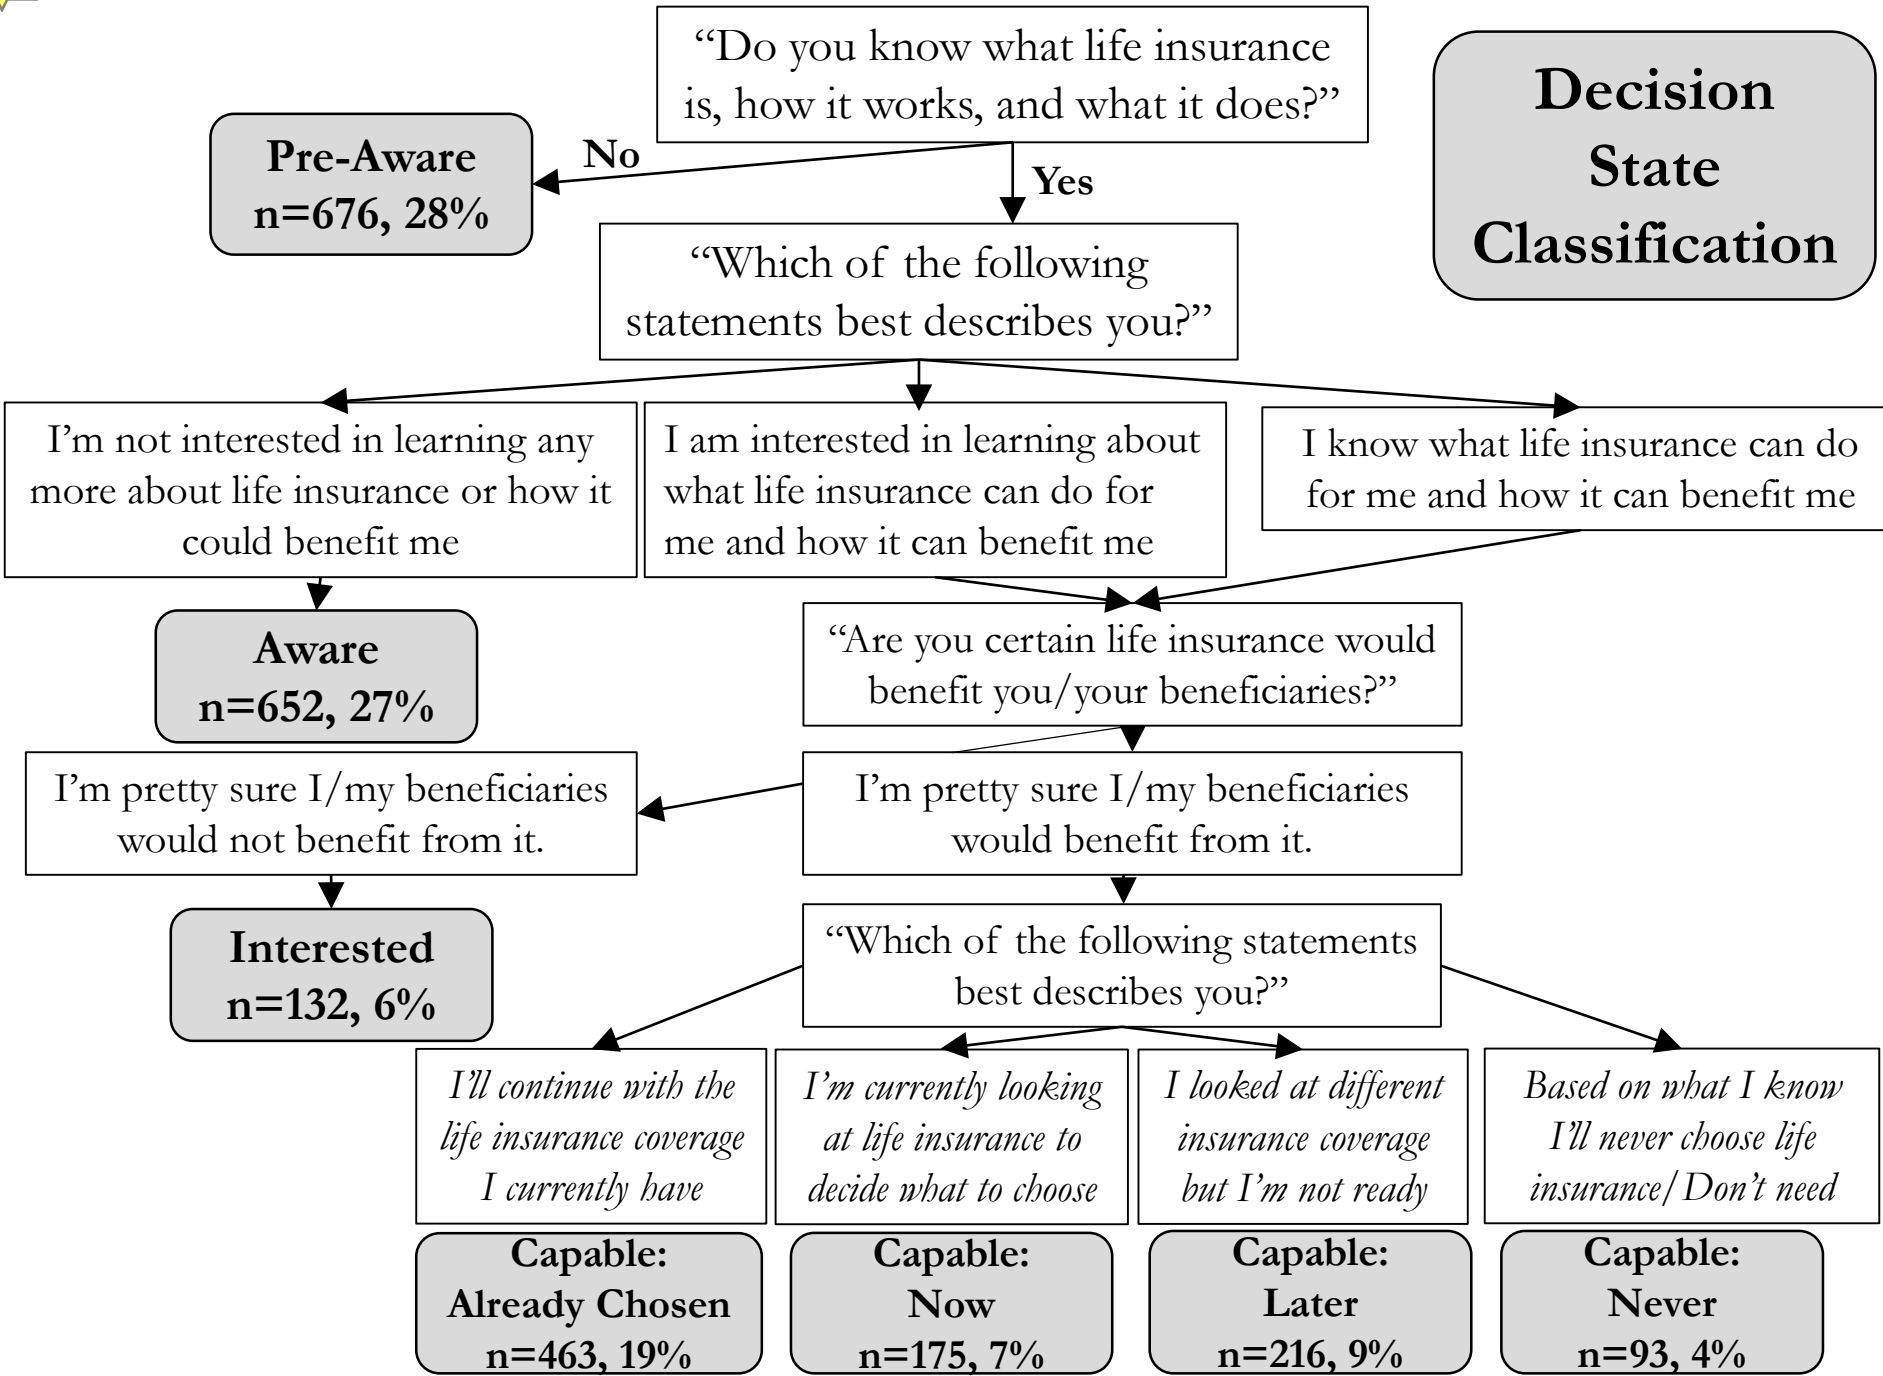 “Do you know what life insurance
is, how it works, and what it does?”
Decision
State
Classification
Pre-Aware
n=676, 28%
No
Yes
“Which of the following
statements best describes you?”
I’m not interested in learning any
more about life insurance or how it
could benefit me
I am interested in learning about
what life insurance can do for
me and how it can benefit me
I know what life insurance can do
for me and how it can benefit me
Aware
n=652, 27%
“Are you certain life insurance would
benefit you/your beneficiaries?”
I’m pretty sure I/my beneficiaries
would not benefit from it.
I’m pretty sure I/my beneficiaries
would benefit from it.
Interested
n=132, 6%
“Which of the following statements
best describes you?”
I’ll continue with the
life insurance coverage
I currently have
I’m currently looking
at life insurance to
decide what to choose
I looked at different
insurance coverage
but I’m not ready
Based on what I know
I’ll never choose life
insurance/Don’t need
Capable:
Already Chosen
n=463, 19%
Capable:
Now
n=175, 7%
Capable:
Later
n=216, 9%
Capable:
Never
n=93, 4%